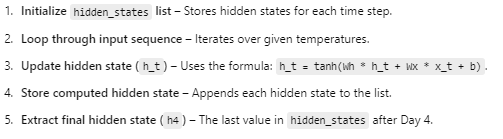 1. Initialize hidden_states list – Stores hidden states for each time step.
2. Loop through input sequence – Iterates over given temperatures.
3. Update hidden state ( h_t ) – Uses the formula: h_t = tanh(Wh * h_t + Wx * x_t + b) .
4. Store computed hidden state – Appends each hidden state to the list.
5. Extract final hidden state ( h4 ) – The last value in hidden_states after Day 4.